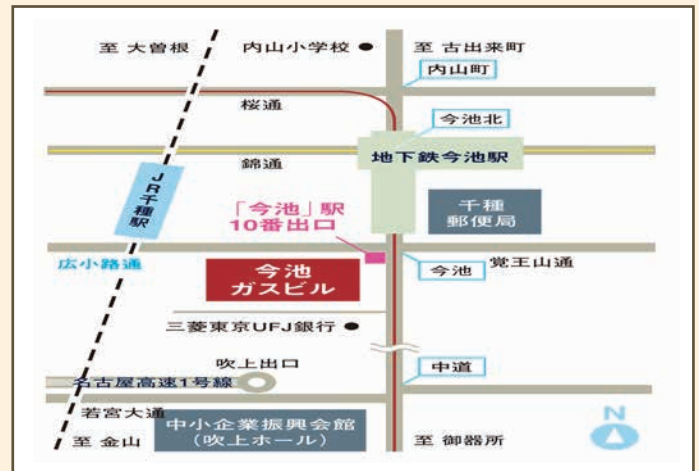 至 大曽根
内山小学校
至 古出来町
内山町
桜通
今池北
地下鉄今池駅
錦通
JR千種駅
「今池」駅
10番出口
千種
郵便局
広小路通
今池
ガスビル
今池
覚王山通
三菱東京UFJ銀行
吹上出口
中道
名古屋高速1号線
若宮大通
中小企業振興会館
(吹上ホール)
至 金山
至 御器所
N